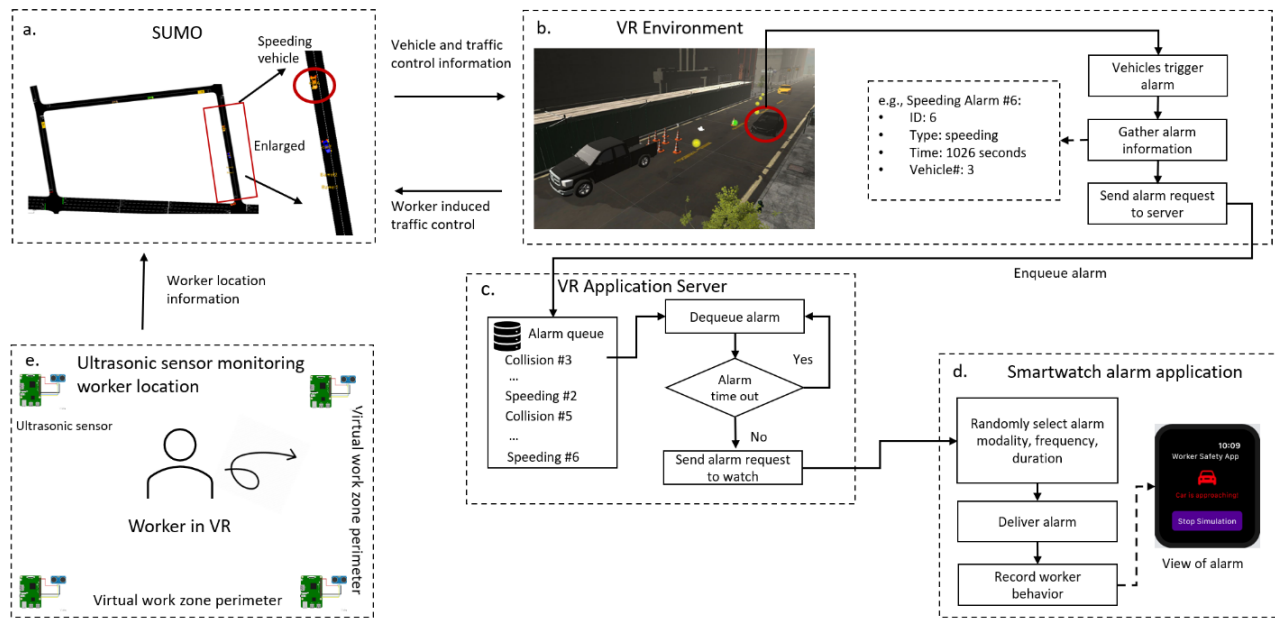 a.
SUMO
Speeding
vehicle
Enlarged
Vehicle and traffic
control information
Worker induced
traffic control
b.
VR Environment
e.g., Speeding Alarm #6:
• ID: 6
• Type: speeding
• Time: 1026 seconds
• Vehicle#: 3
Vehicles trigger
alarm
Gather alarm
information
Send alarm request
to server
Enqueue alarm
Worker location
information
c.
VR Application Server
Alarm queue
Collision #3
...
Speeding #2
Collision #5
...
Speeding #6
Dequeue alarm
Yes
Alarm
time out
No
Send alarm request
to watch
d.
Smartwatch alarm application
Randomly select alarm
modality, frequency,
duration
Deliver alarm
Record worker
behavior
10:09
Worker Safety App
Car is approaching!
Stop Simulation
View of alarm
e.
Ultrasonic sensor monitoring
worker location
Ultrasonic sensor
Worker in VR
Virtual work zone perimeter
Virtual work zone perimeter